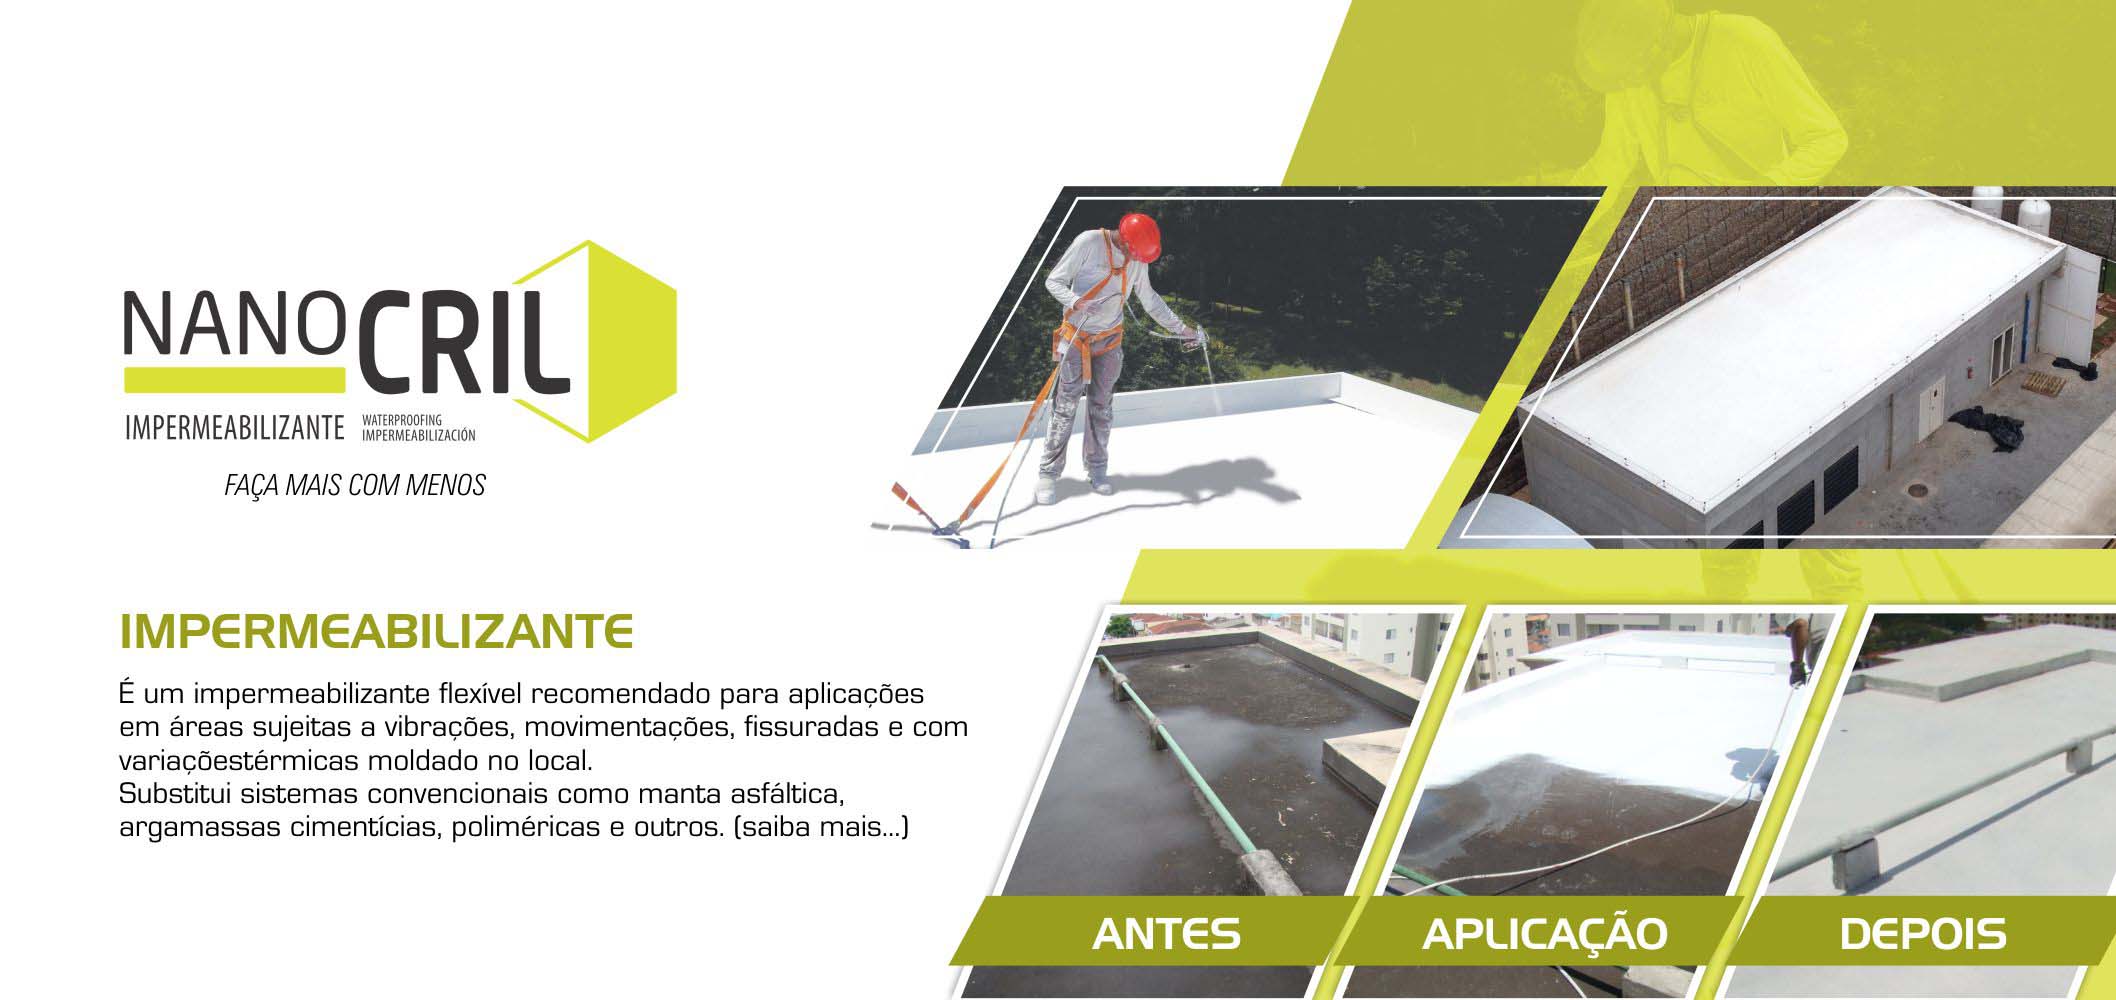 NANOCRIL
IMPERMEABILIZANTE
WATERPROOFING
IMPERMEABILIZACIÓN
FAÇA MAIS COM MENOS
IMPERMEABILIZANTE
É um impermeabilizante flexível recomendado para aplicações
em áreas sujeitas a vibrações, movimentações, fissuradas e com
variaçõestérmicas moldado no local.
Substitui sistemas convencionais como manta asfáltica,
argamassas cimentícias, poliméricas e outros. (saiba mais...)
ANTES
APLICAÇÃO
DEPOIS